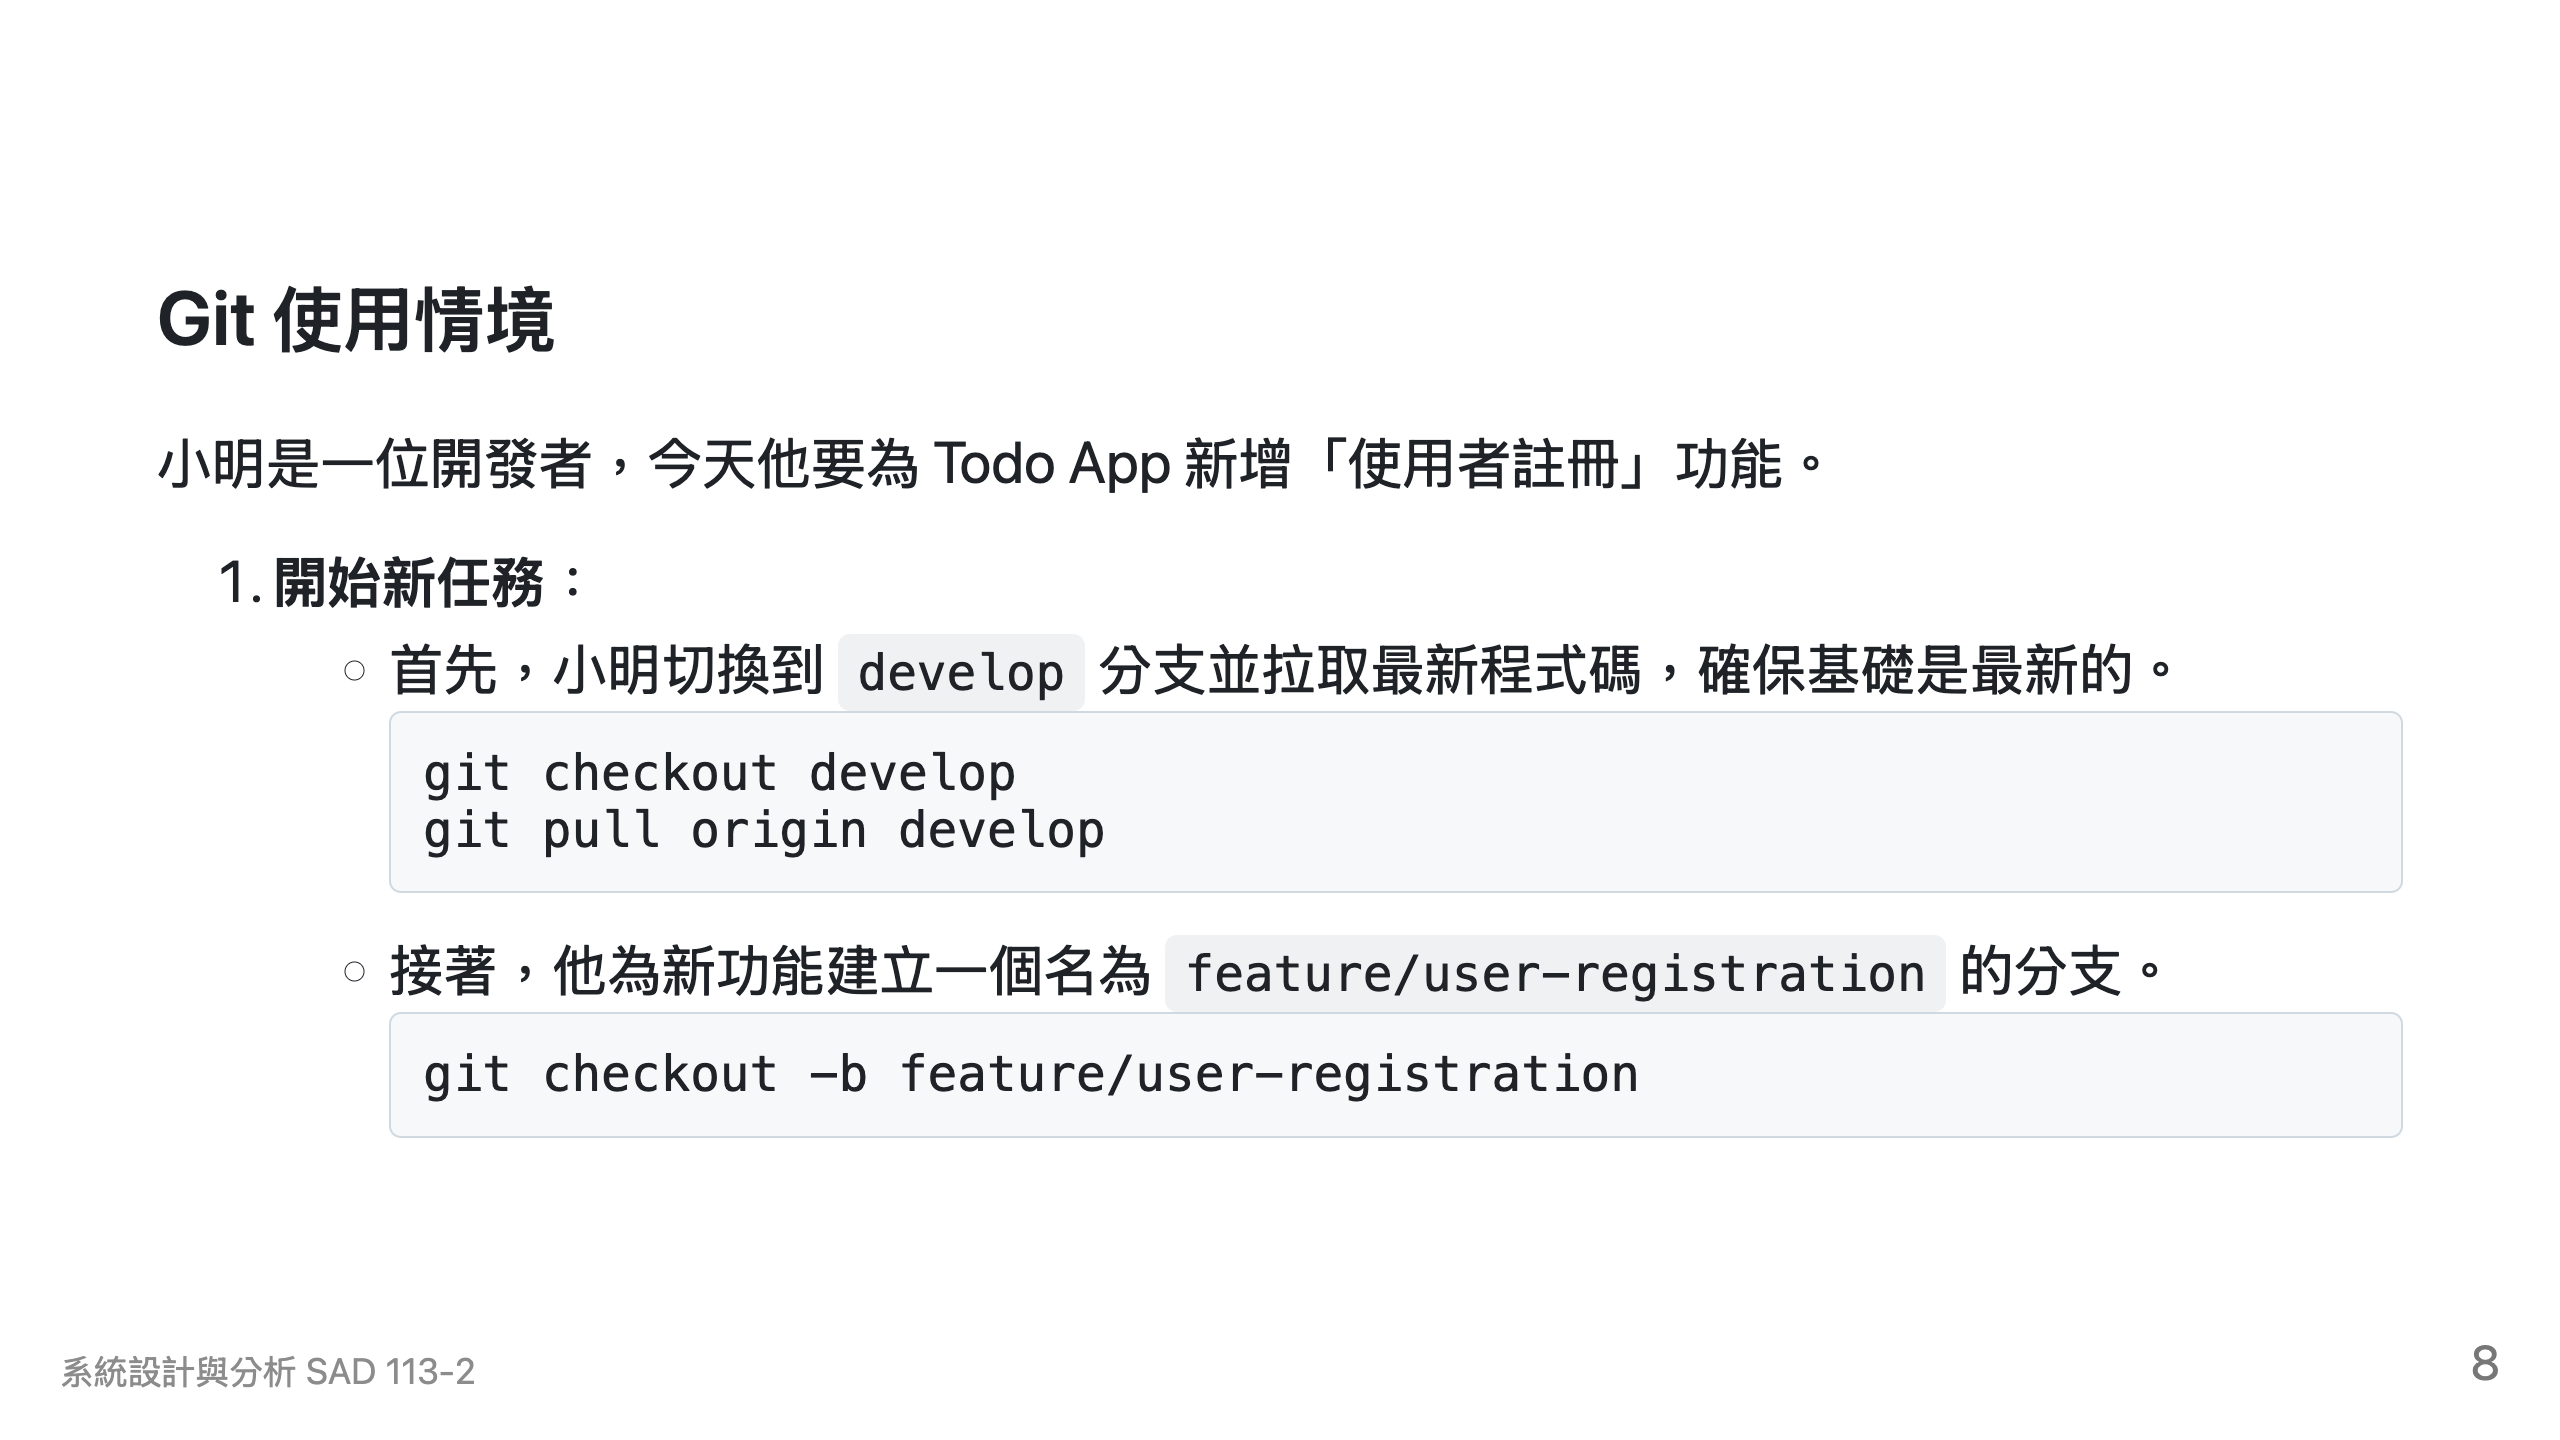 Git 使用情境
小明是一位開發者，今天他要為 Todo App 新增「使用者註冊」功能。
1. 開始新任務：
○ 首先，小明切換到 develop 分支並拉取最新程式碼，確保基礎是最新的。
git checkout develop
git pull origin develop
○ 接著，他為新功能建立一個名為 feature/user-registration 的分支。
git checkout -b feature/user-registration
系統設計與分析 SAD 113-2
8